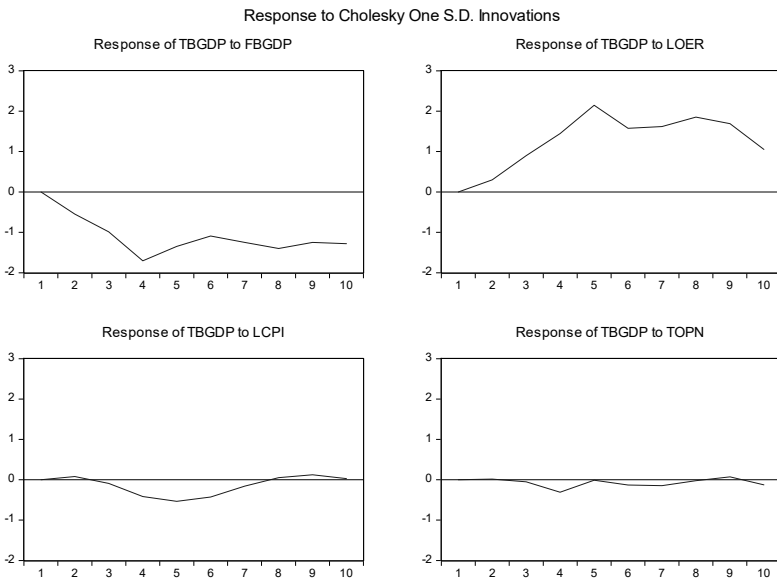 Response to Cholesky One S.D. Innovations
Response of TBGDP to FBGDP
3
2
1
0
-1
-2
1 2 3 4 5 6 7 8 9 10
Response of TBGDP to LOER
3
2
1
0
-1
-2
1 2 3 4 5 6 7 8 9 10
Response of TBGDP to LCPI
3
2
1
0
-1
-2
1 2 3 4 5 6 7 8 9 10
Response of TBGDP to TOPN
3
2
1
0
-1
-2
1 2 3 4 5 6 7 8 9 10